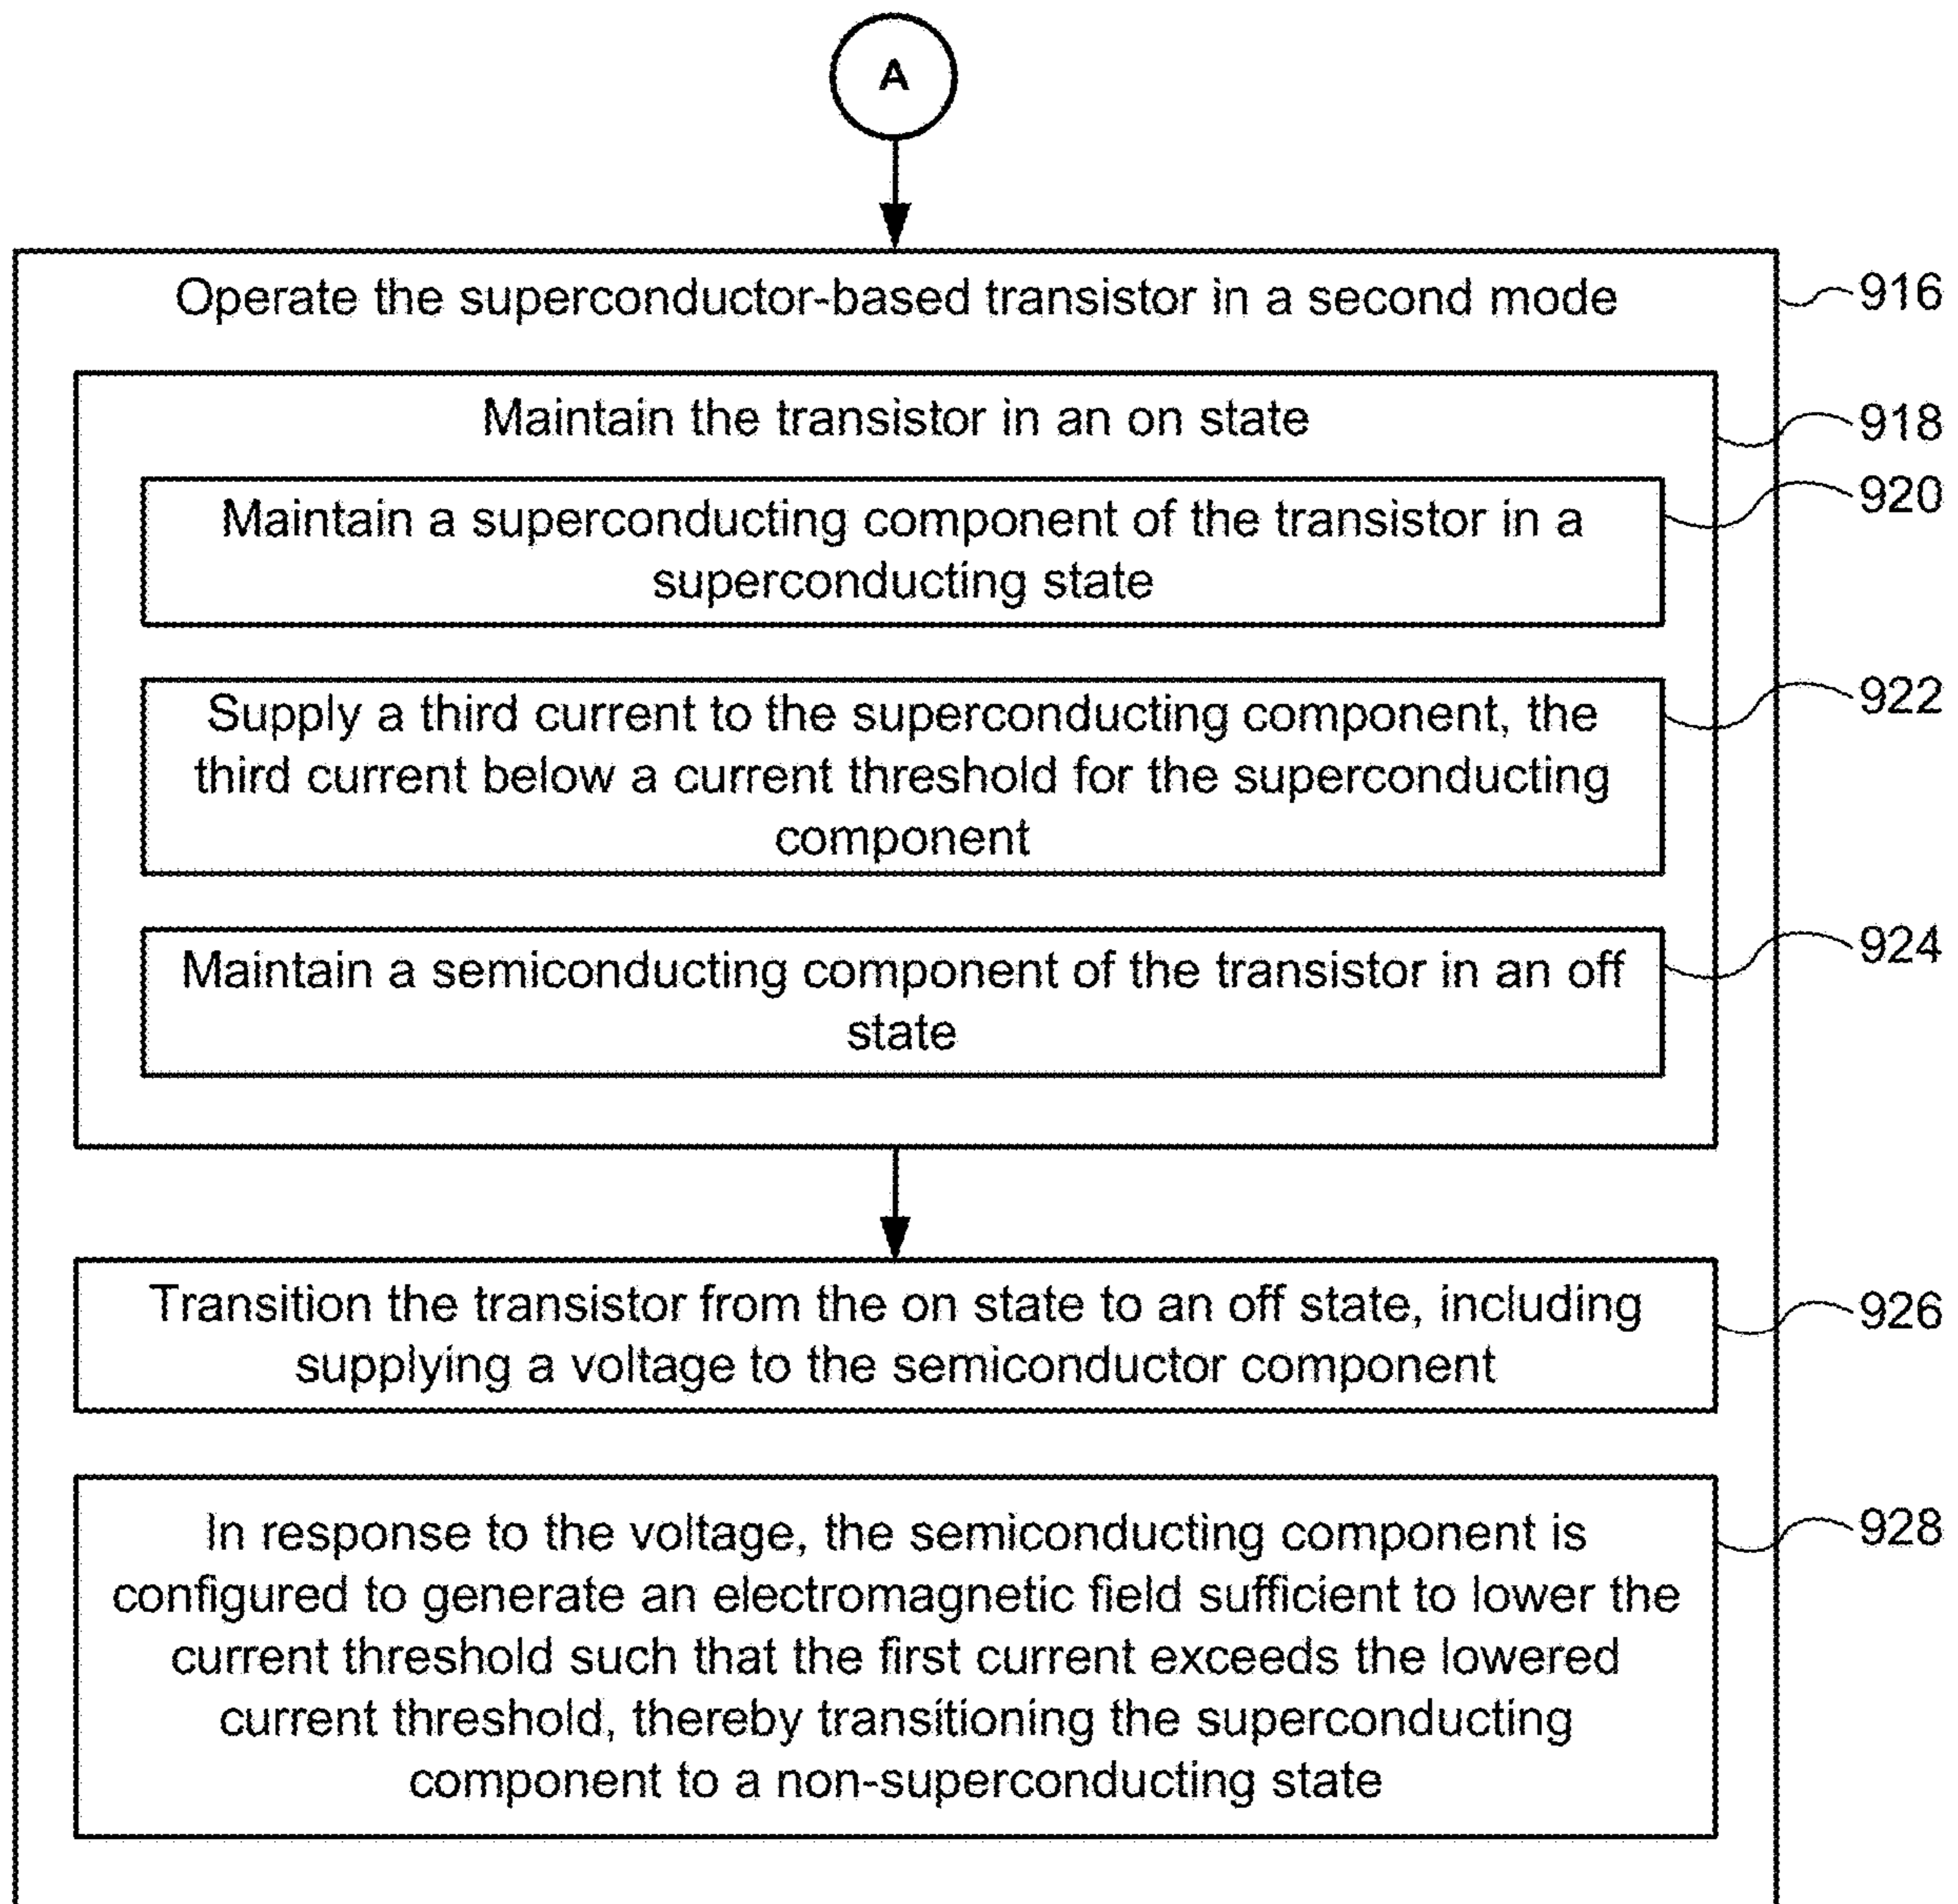 A
Operate the superconductor-based transistor in a second mode
916
Maintain the transistor in an on state
918
Maintain a superconducting component of the transistor in a
superconducting state
920
Supply a third current to the superconducting component, the
third current below a current threshold for the superconducting
component
922
Maintain a semiconducting component of the transistor in an off
state
924
Transition the transistor from the on state to an off state, including
supplying a voltage to the semiconductor component
926
In response to the voltage, the semiconducting component is
configured to generate an electromagnetic field sufficient to lower the
current threshold such that the first current exceeds the lowered
current threshold, thereby transitioning the superconducting
component to a non-superconducting state
928